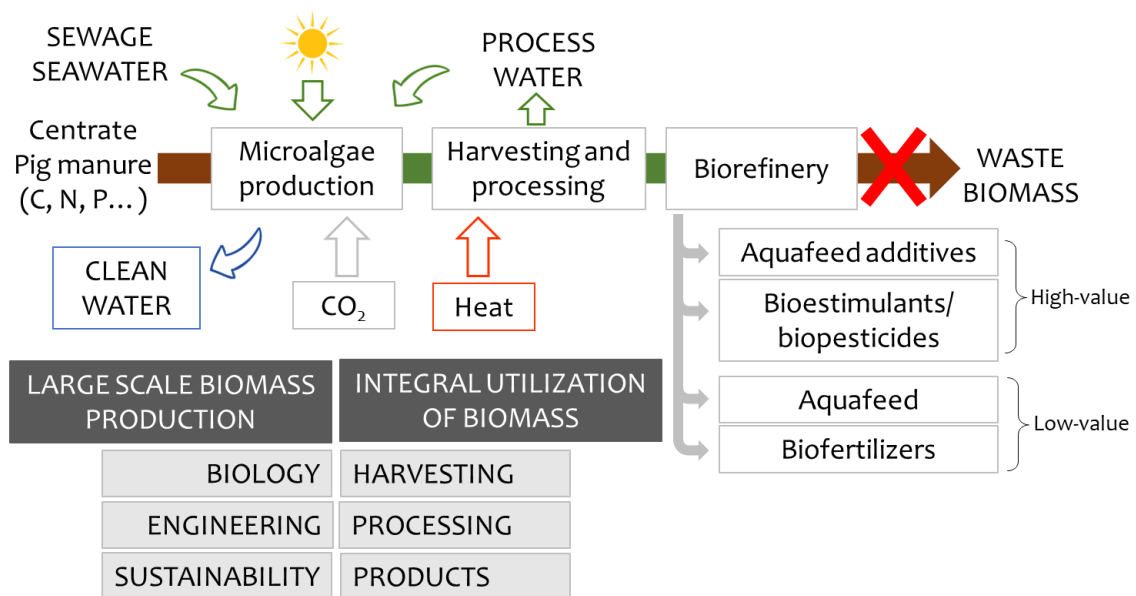 SEWAGE
SEAWATER
PROCESS
WATER
Centrate
Pig manure
(C, N, P...)
Microalgae
production
Harvesting and
processing
Biorefinery
WASTE
BIOMASS
CLEAN
WATER
CO₂
Heat
Aquafeed additives
Bioestimulants/
biopesticides
High-value
Aquafeed
Biofertilizers
Low-value
LARGE SCALE BIOMASS
PRODUCTION
INTEGRAL UTILIZATION
OF BIOMASS
BIOLOGY
HARVESTING
ENGINEERING
PROCESSING
SUSTAINABILITY
PRODUCTS